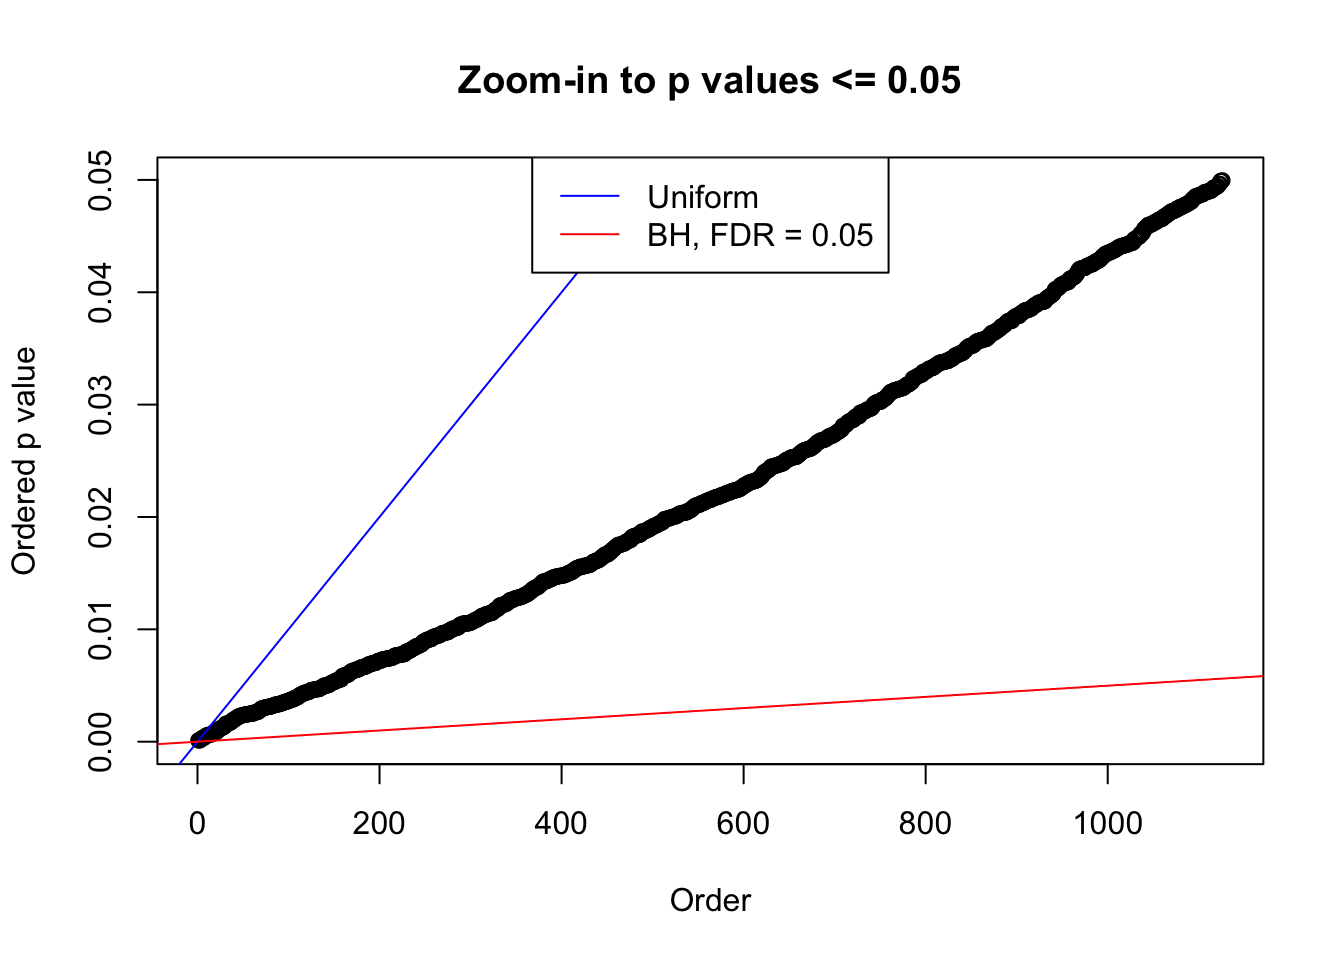 Zoom-in to p values <= 0.05
Uniform
BH, FDR = 0.05
Ordered p value
0.05
0.04
0.03
0.02
0.01
0.00
0 200 400 600 800 1000
Order